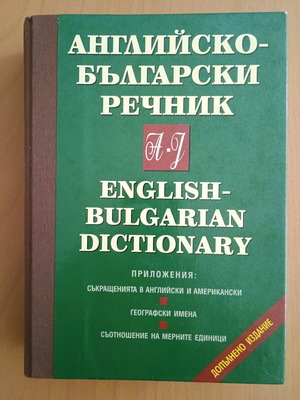 АНГЛИЙСКО-
БЪЛГАРСКИ
РЕЧНИК
A-J
ENGLISH-
BULGARIAN
DICTIONARY
ПРИЛОЖЕНИЯ:
СЪКРАЩЕНИЯТА В АНГЛИЙСКИ И АМЕРИКАНСКИ
ГЕОГРАФСКИ ИМЕНА
СЪОТНОШЕНИЕ НА МЕРНИТЕ ЕДИНИЦИ
ДОПЪЛНЕНО ИЗДАНИЕ